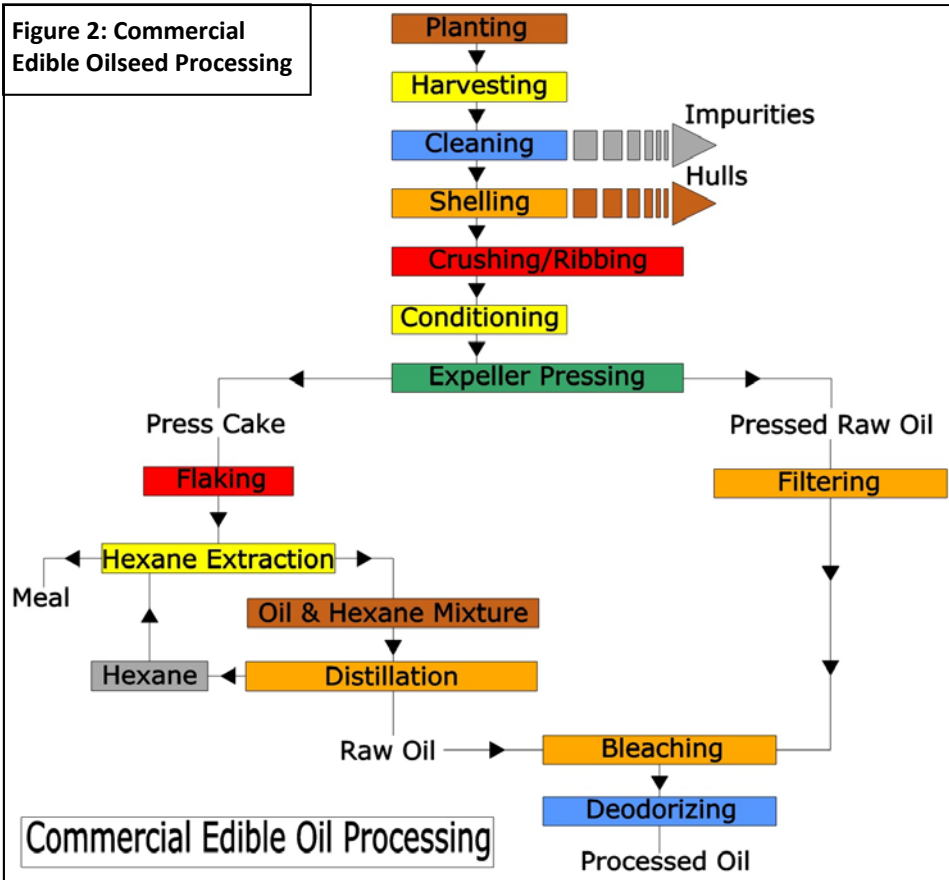 Figure 2: Commercial
Edible Oilseed Processing
Planting
Harvesting
Cleaning
Impurities
Shelling
Hulls
Crushing/Ribbing
Conditioning
Expeller Pressing
Press Cake
Pressed Raw Oil
Flaking
Filtering
Hexane Extraction
Meal
Oil & Hexane Mixture
Hexane
Distillation
Raw Oil
Bleaching
Deodorizing
Commercial Edible Oil Processing
Processed Oil